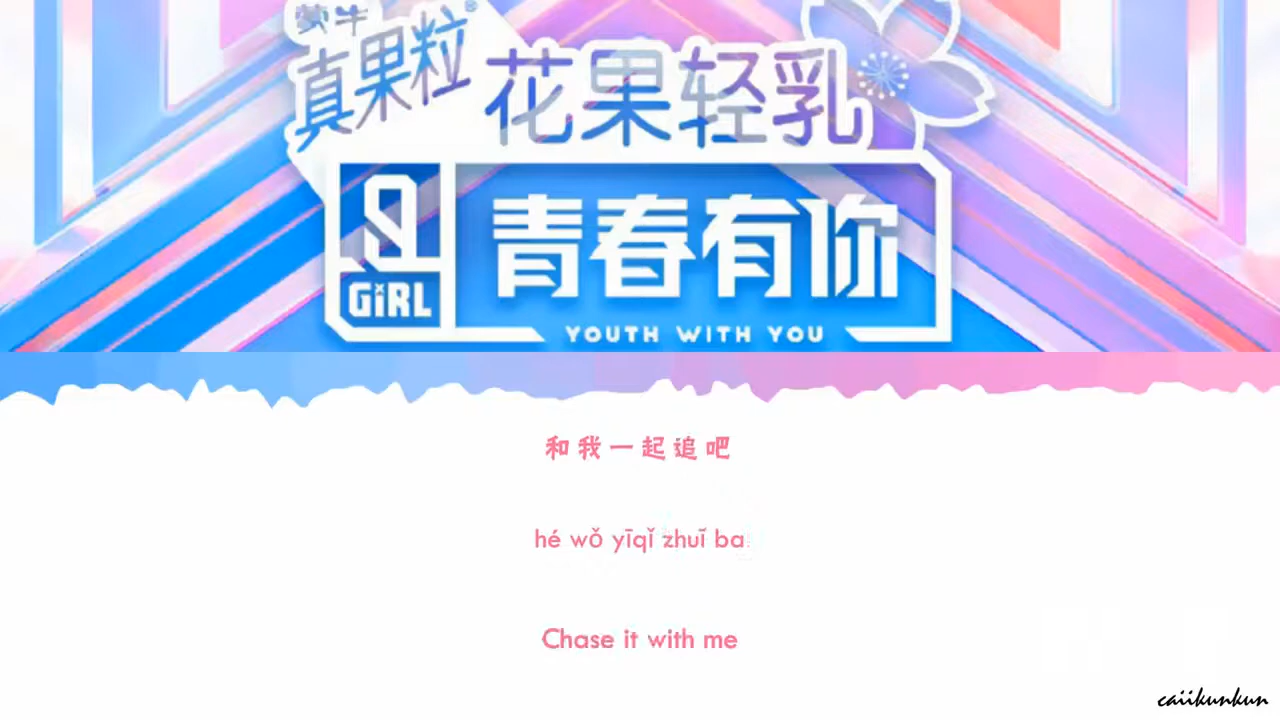 蒙牛
真果粒®
花果轻乳
青春有你
GiRL
YOUTH WITH YOU
和我一起追吧
hé wǒ yīqǐ zhuī ba
Chase it with me
caiikunkun